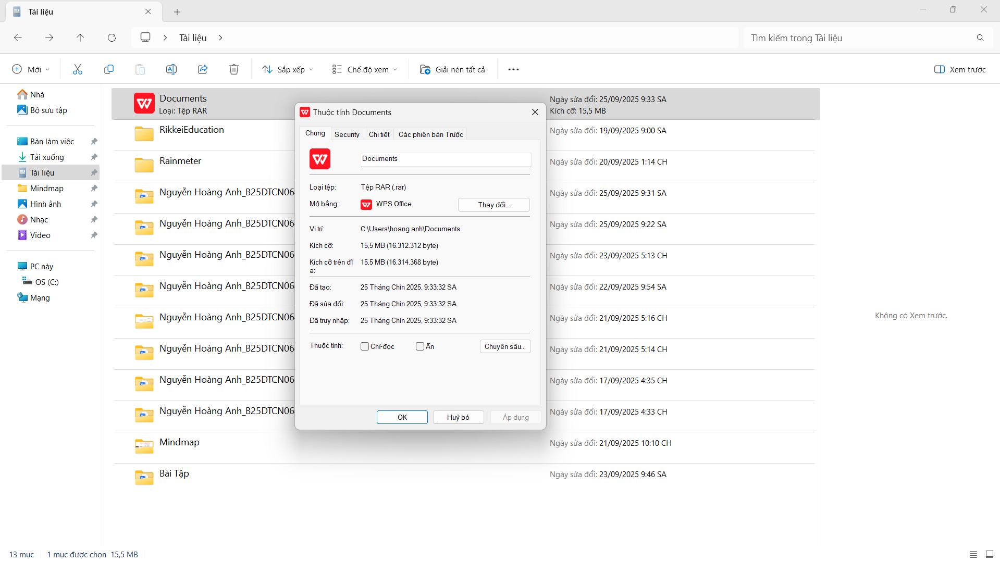 Tài liệu
Tài liệu
Tìm kiếm trong Tài liệu
Mới
Sắp xếp
Chế độ xem
Giải nén tất cả
Xem trước
Nhà
Bộ sưu tập
Bàn làm việc
Tải xuống
Tài liệu
Mindmap
Hình ảnh
Nhạc
Video
PC này
OS (C:)
Mạng
Documents
Loại: Tệp RAR
Ngày sửa đổi: 25/09/2025 9:33 SA
Kích cỡ: 15,5 MB
RikkeiEducation
Ngày sửa đổi: 19/09/2025 9:00 SA
Rainmeter
Ngày sửa đổi: 20/09/2025 1:14 CH
Nguyễn Hoàng Anh_B25DTCN06
Ngày sửa đổi: 25/09/2025 9:31 SA
Nguyễn Hoàng Anh_B25DTCN06
Ngày sửa đổi: 25/09/2025 9:22 SA
Nguyễn Hoàng Anh_B25DTCN06
Ngày sửa đổi: 23/09/2025 5:13 CH
Nguyễn Hoàng Anh_B25DTCN06
Ngày sửa đổi: 22/09/2025 9:54 SA
Nguyễn Hoàng Anh_B25DTCN06
Ngày sửa đổi: 21/09/2025 5:16 CH
Nguyễn Hoàng Anh_B25DTCN06
Ngày sửa đổi: 21/09/2025 5:14 CH
Nguyễn Hoàng Anh_B25DTCN06
Ngày sửa đổi: 17/09/2025 4:35 CH
Nguyễn Hoàng Anh_B25DTCN06
Ngày sửa đổi: 17/09/2025 4:33 CH
Mindmap
Ngày sửa đổi: 21/09/2025 10:10 CH
Bài Tập
Ngày sửa đổi: 23/09/2025 9:46 SA
Thuộc tính Documents
Chung
Security
Chi tiết
Các phiên bản Trước
Documents
Loại tệp: Tệp RAR (.rar)
Mở bằng: WPS Office
Thay đổi...
Vị trí: C:\Users\hoang anh\Documents
Kích cỡ: 15,5 MB (16.312.312 byte)
Kích cỡ trên đĩ 15,5 MB (16.314.368 byte)
a:
Đã tạo: 25 Tháng Chín 2025, 9:33:32 SA
Đã sửa đổi: 25 Tháng Chín 2025, 9:33:32 SA
Đã truy nhập: 25 Tháng Chín 2025, 9:33:32 SA
Thuộc tính: Chỉ-đọc Ẩn
Chuyên sâu...
OK
Huỷ bỏ
Áp dụng
Không có Xem trước.
13 mục
1 mục được chọn 15,5 MB